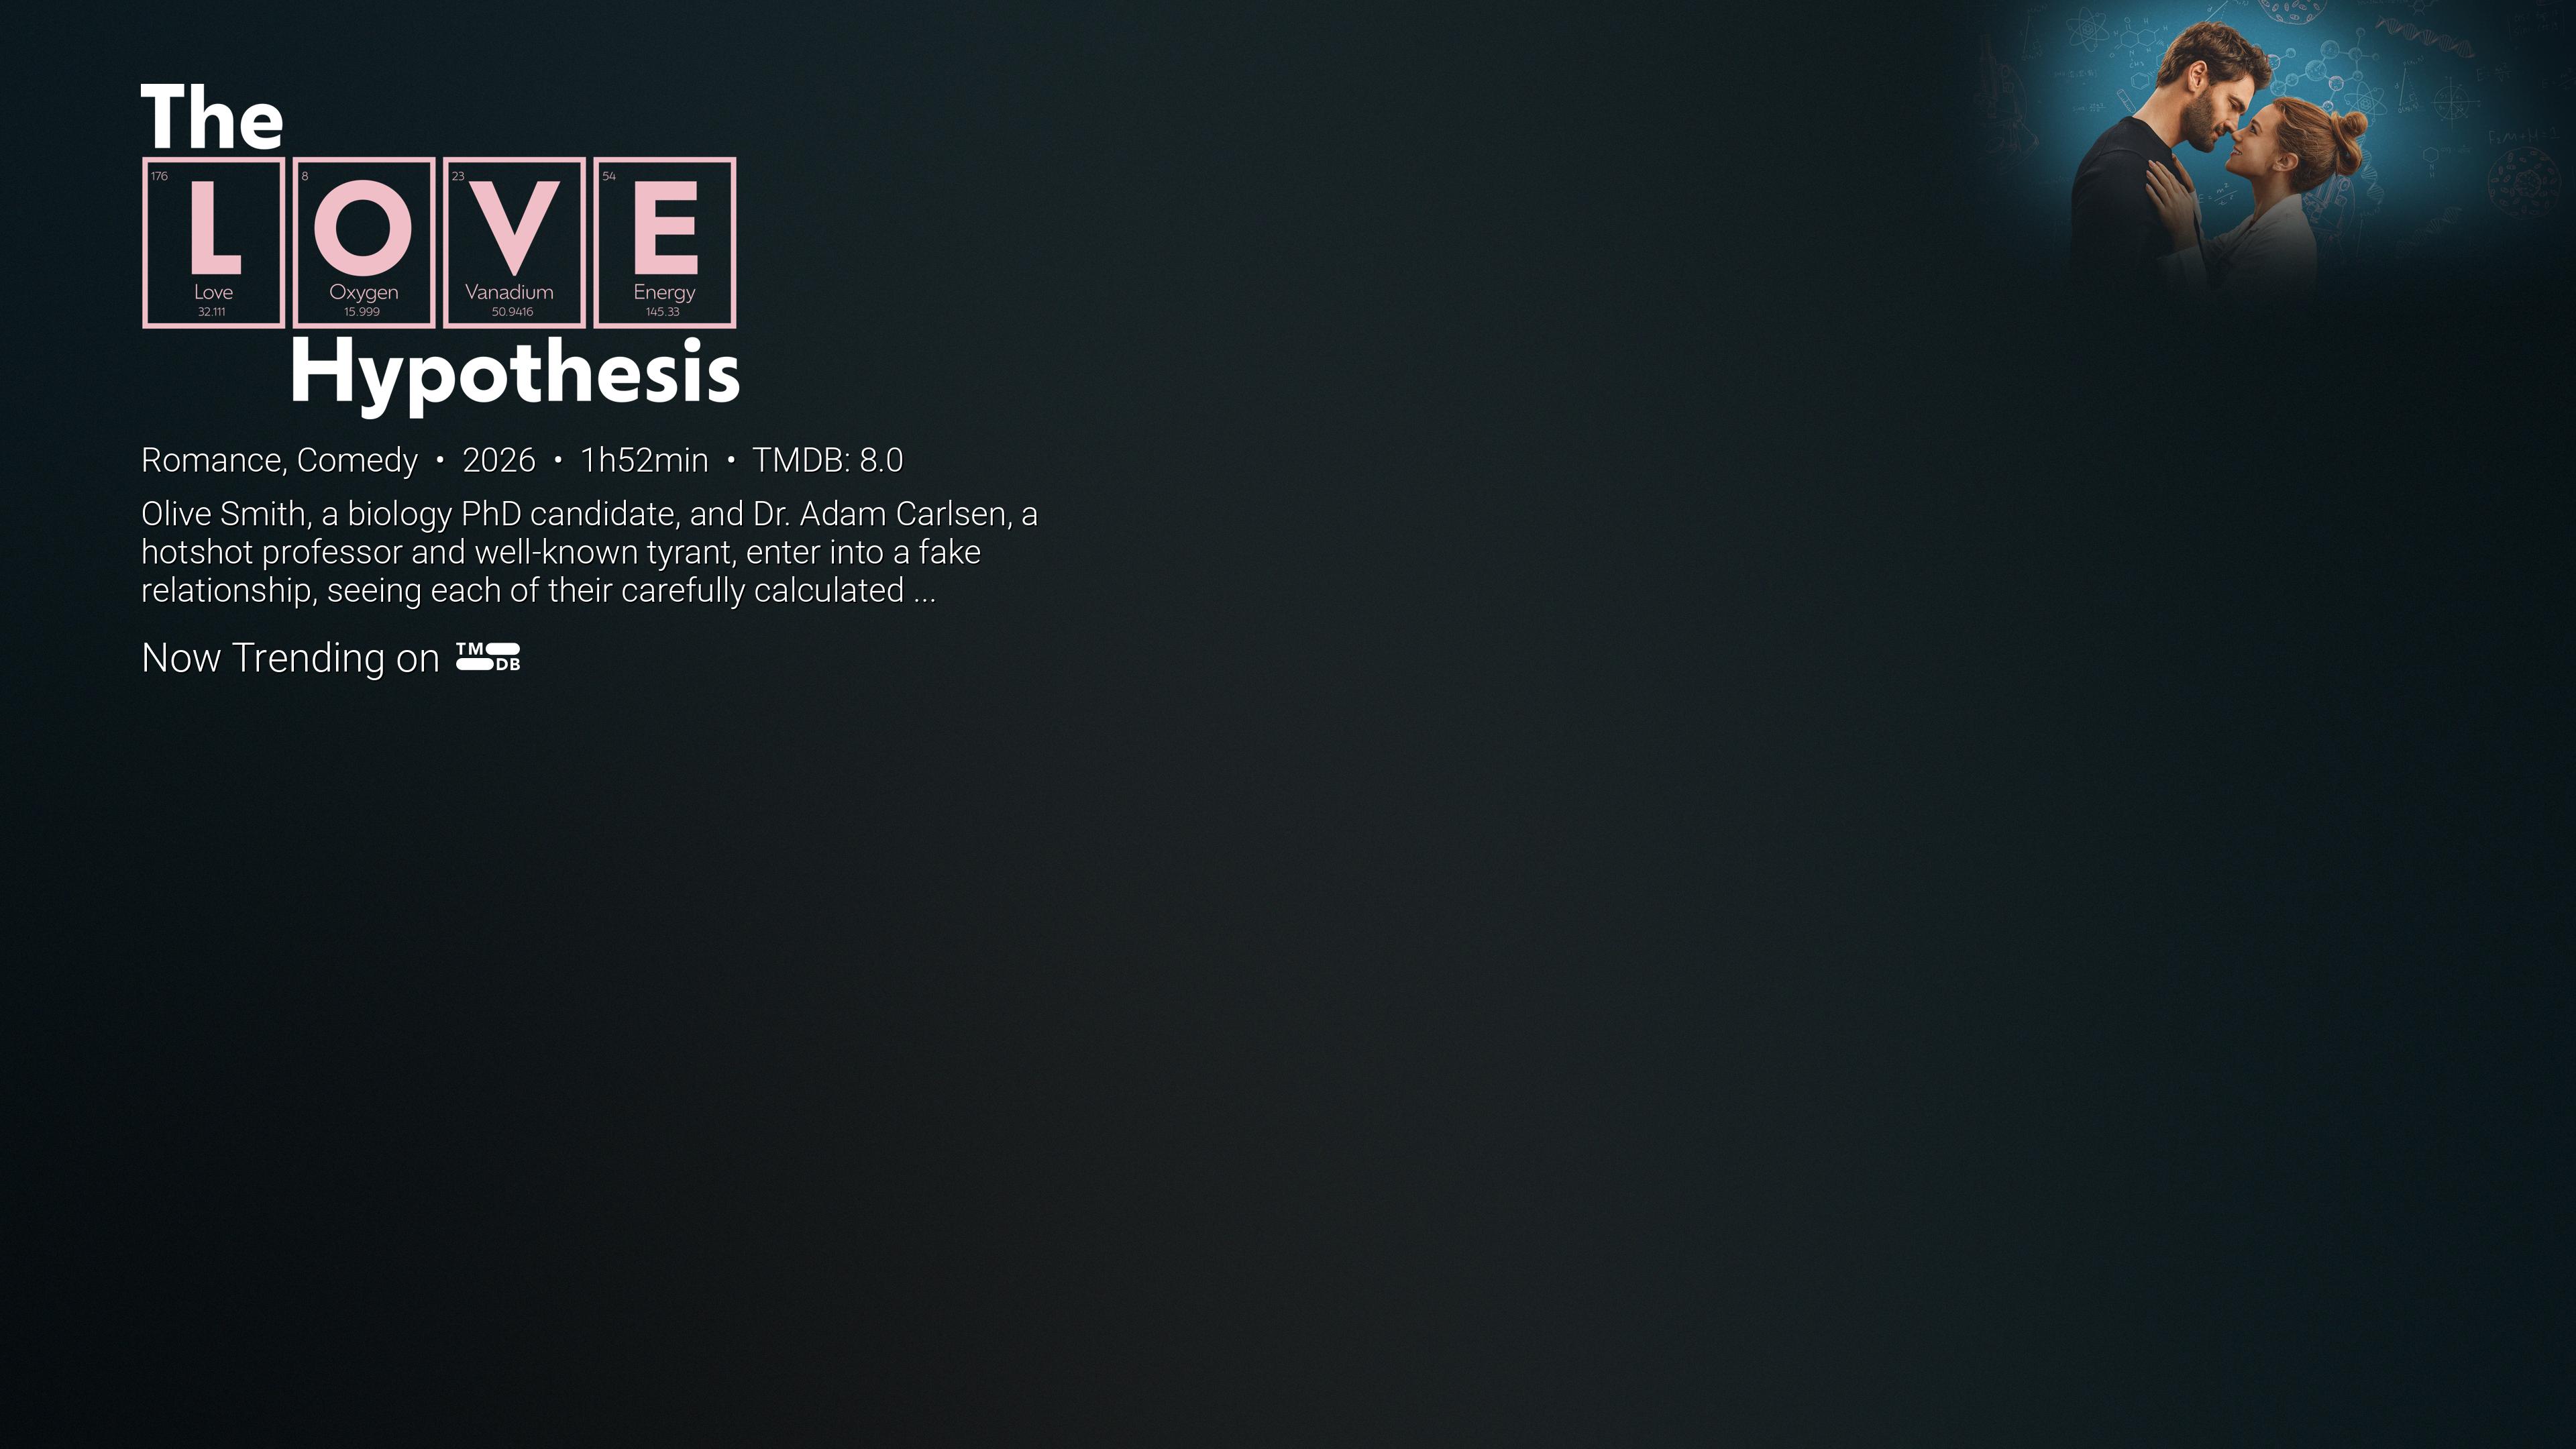 The
176 8 23 54
L O V E
Love Oxygen Vanadium Energy
32.111 15.999 50.9416 145.33
Hypothesis
Romance, Comedy • 2026 • 1h52min • TMDB: 8.0
Olive Smith, a biology PhD candidate, and Dr. Adam Carlsen, a
hotshot professor and well-known tyrant, enter into a fake
relationship, seeing each of their carefully calculated ...
Now Trending on TMDB